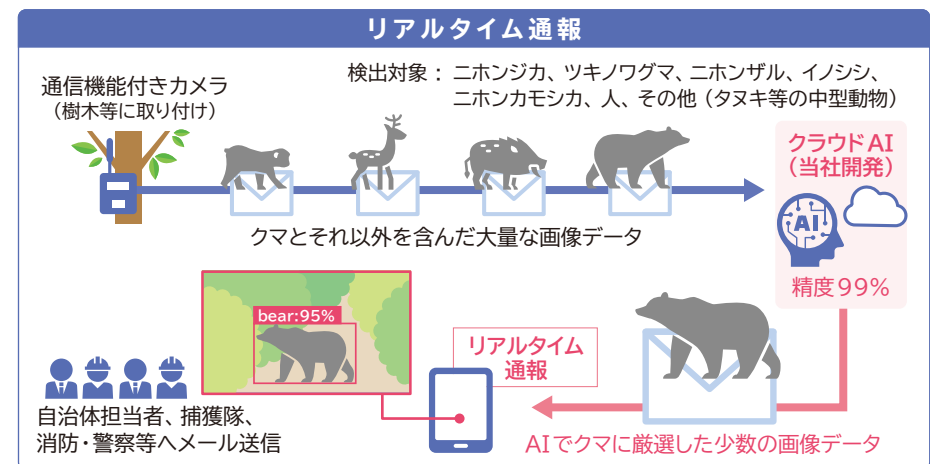 リアルタイム通報
通信機能付きカメラ
（樹木等に取り付け）
検出対象：ニホンジカ、ツキノワグマ、ニホンザル、イノシシ、
ニホンカモシカ、人、その他（タヌキ等の中型動物）
クラウドAI
（当社開発）
AI
精度99%
クマとそれ以外を含んだ大量な画像データ
bear:95%
リアルタイム
通報
自治体担当者、捕獲隊、
消防・警察等へメール送信
AIでクマに厳選した少数の画像データ